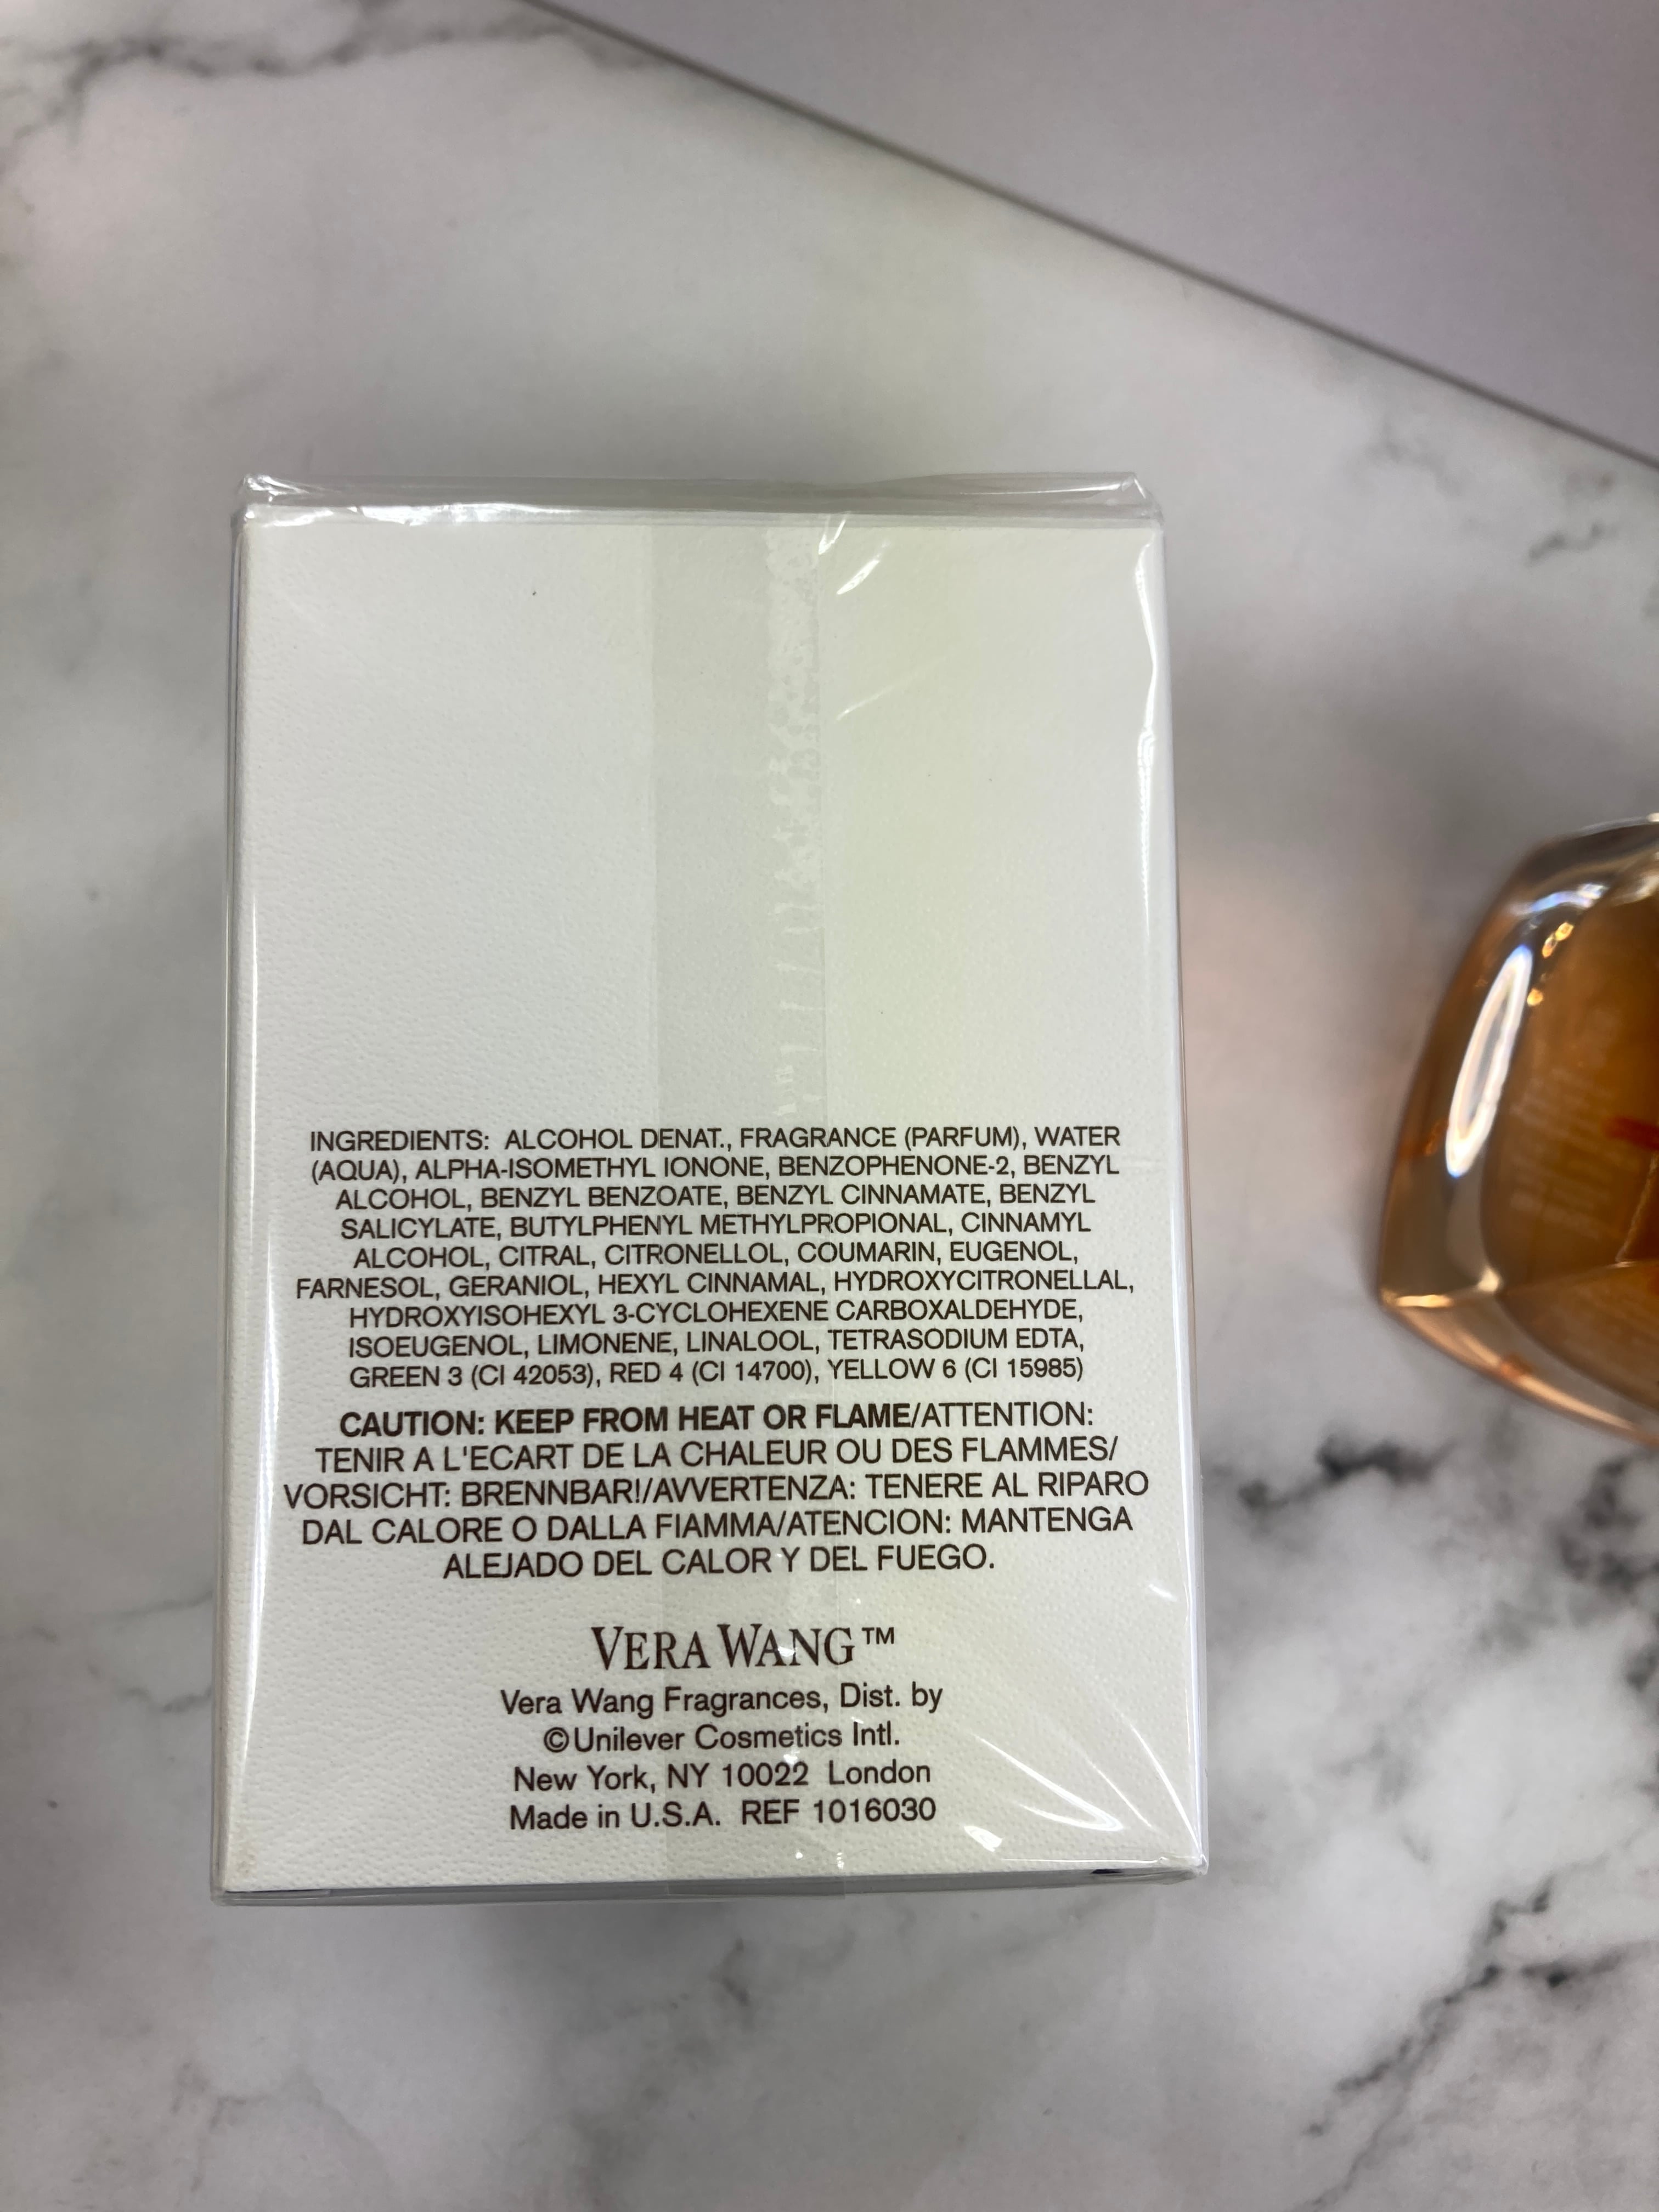 INGREDIENTS: ALCOHOL DENAT., FRAGRANCE (PARFUM), WATER
(AQUA), ALPHA-ISOMETHYL IONONE, BENZOPHENONE-2, BENZYL
ALCOHOL, BENZYL BENZOATE, BENZYL CINNAMATE, BENZYL
SALICYLATE, BUTYLPHENYL METHYLPROPIONAL, CINNAMYL
ALCOHOL, CITRAL, CITRONELLOL, COUMARIN, EUGENOL,
FARNESOL, GERANIOL, HEXYL CINNAMAL, HYDROXYCITRONELLAL,
HYDROXYISOHEXYL 3-CYCLOHEXENE CARBOXALDEHYDE,
ISOEUGENOL, LIMONENE, LINALOOL, TETRASODIUM EDTA,
GREEN 3 (CI 42053), RED 4 (CI 14700), YELLOW 6 (CI 15985)
CAUTION: KEEP FROM HEAT OR FLAME/ATTENTION:
TENIR A L'ECART DE LA CHALEUR OU DES FLAMMES/
VORSICHT: BRENNBAR!/AVVERTENZA: TENERE AL RIPARO
DAL CALORE O DALLA FIAMMA/ATENCION: MANTENGA
ALEJADO DEL CALOR Y DEL FUEGO.
VERA WANG™
Vera Wang Fragrances, Dist. by
©Unilever Cosmetics Intl.
New York, NY 10022 London
Made in U.S.A. REF 1016030